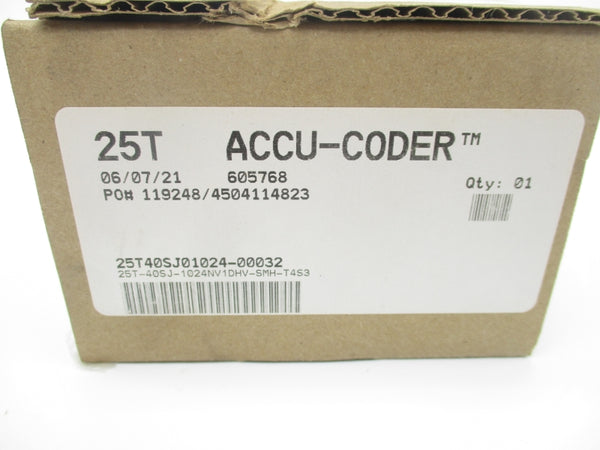 25T ACCU-CODER™
06/07/21 605768
PO# 119248/4504114823
Qty: 01
25T40SJ01024-00032
25T-40SJ-1024NV1DHV-SMH-T4S3